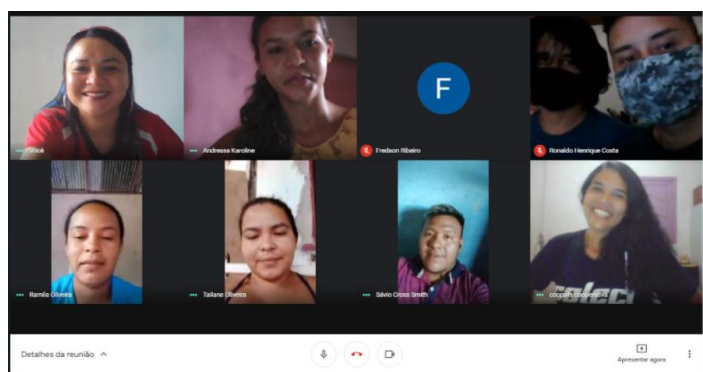 F
Você
Andressa Karoline
Fredson Ribeiro
Ronaldo Henrique Costa
Ramila Oliveira
Tailane Oliveira
Sávio Cross Smith
cooperativa
Detalhes da reunião
Apresentar agora